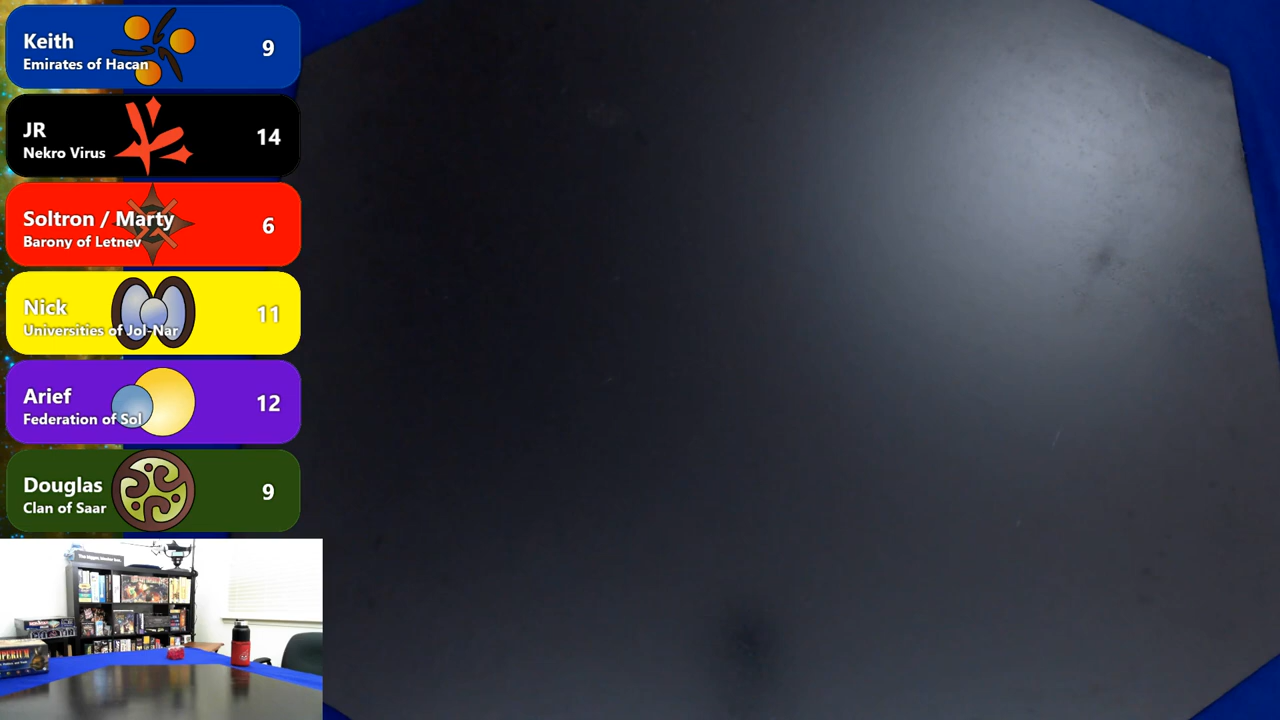 Keith
Emirates of Hacan
9
JR
Nekro Virus
14
Soltron / Marty
Barony of Letnev
6
Nick
Universities of Jol-Nar
11
Arief
Federation of Sol
12
Douglas
Clan of Saar
9